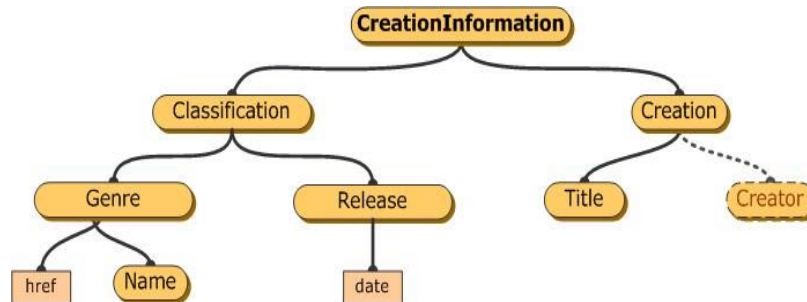 CreationInformation
Classification
Creation
Genre
Release
Title
Creator
href
Name
date